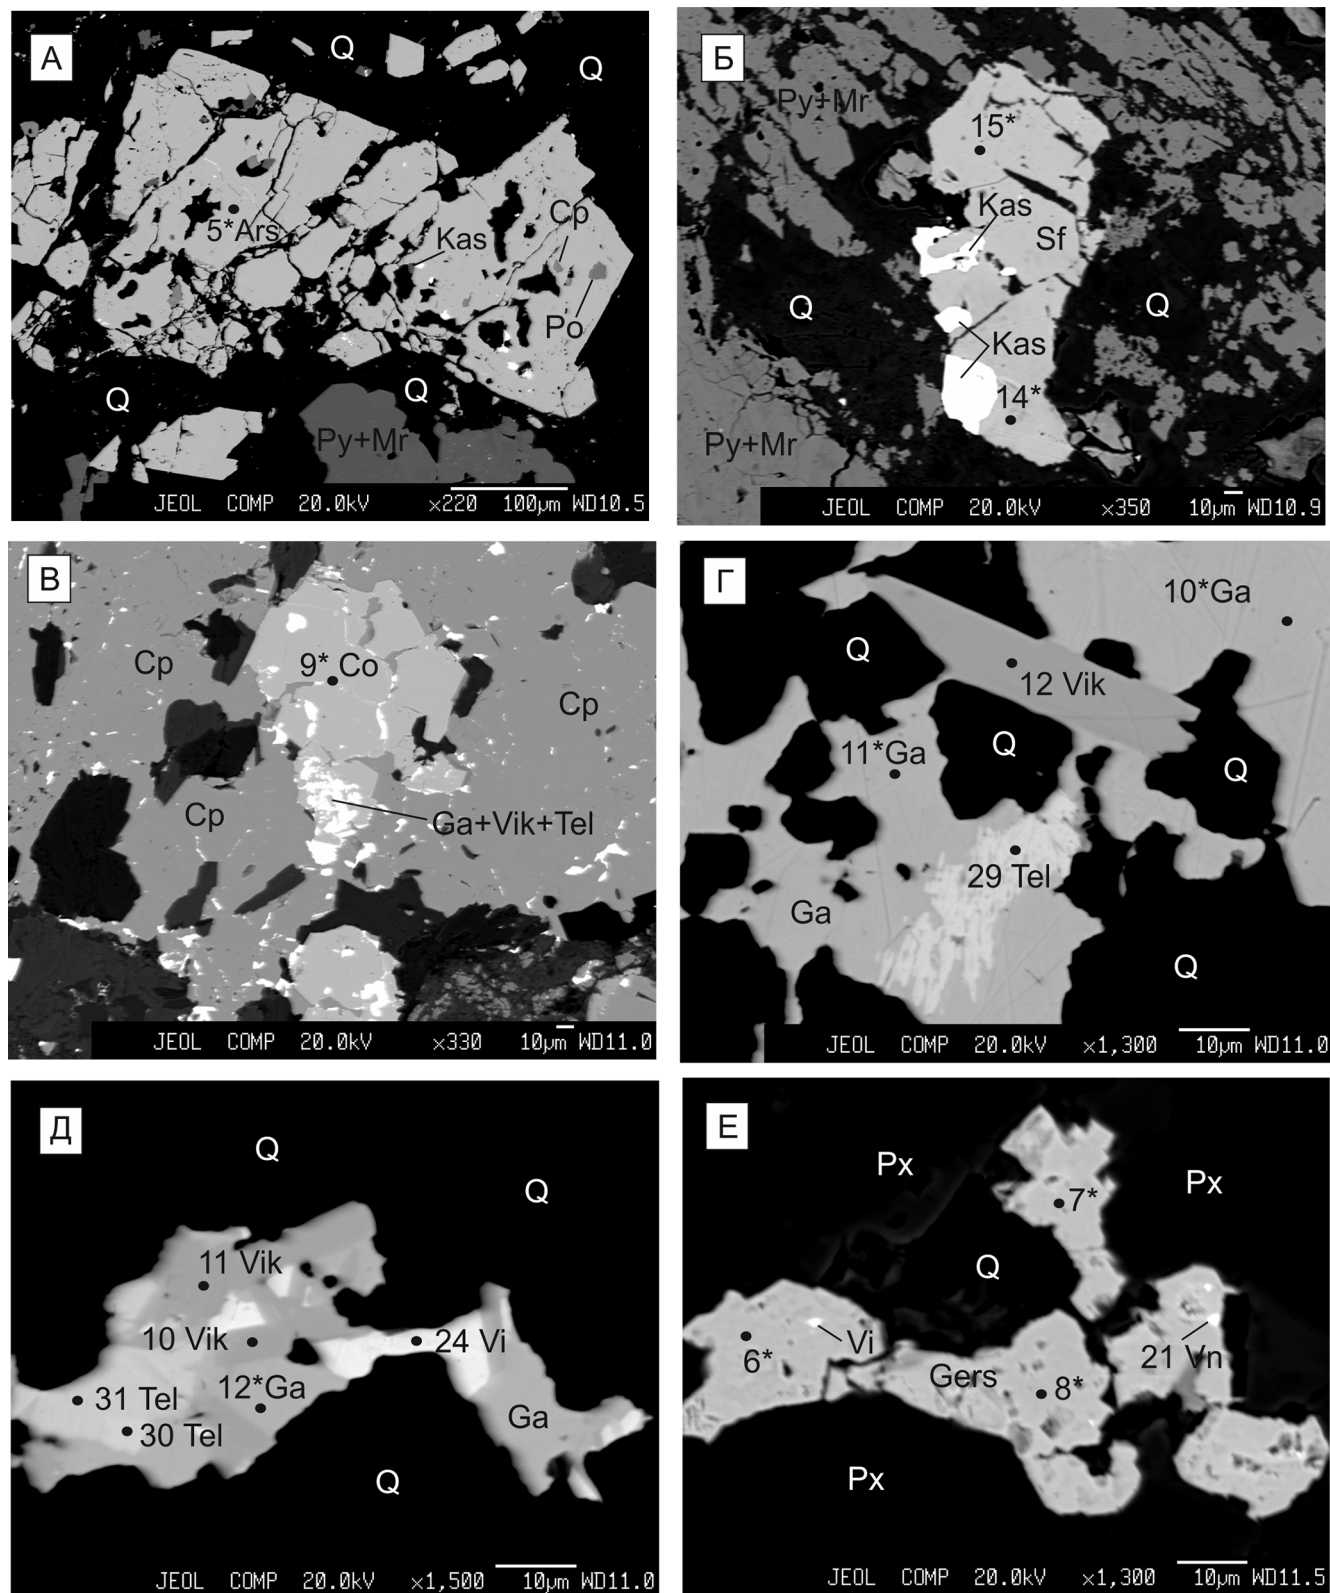 А
Q
Q
5*Ars
Kas
Cp
Po
Q
Q
Py+Mr
JEOL COMP 20.0kV ×220 100µm WD10.5
Б
Py+Mr
15*
Kas
Sf
Q
Q
Kas
14*
Py+Mr
JEOL COMP 20.0kV ×350 10µm WD10.9
В
Cp
9* Co
Cp
Cp
Ga+Vik+Tel
JEOL COMP 20.0kV ×330 10µm WD11.0
Г
10*Ga
Q
12 Vik
11*Ga
Q
Q
29 Tel
Ga
Q
JEOL COMP 20.0kV ×1,300 10µm WD11.0
Д
Q
Q
11 Vik
10 Vik
24 Vi
12*Ga
31 Tel
30 Tel
Ga
Q
JEOL COMP 20.0kV ×1,500 10µm WD11.0
Е
Px
Px
7*
Q
6*
Vi
21 Vn
Gers
8*
Px
JEOL COMP 20.0kV ×1,300 10µm WD11.5